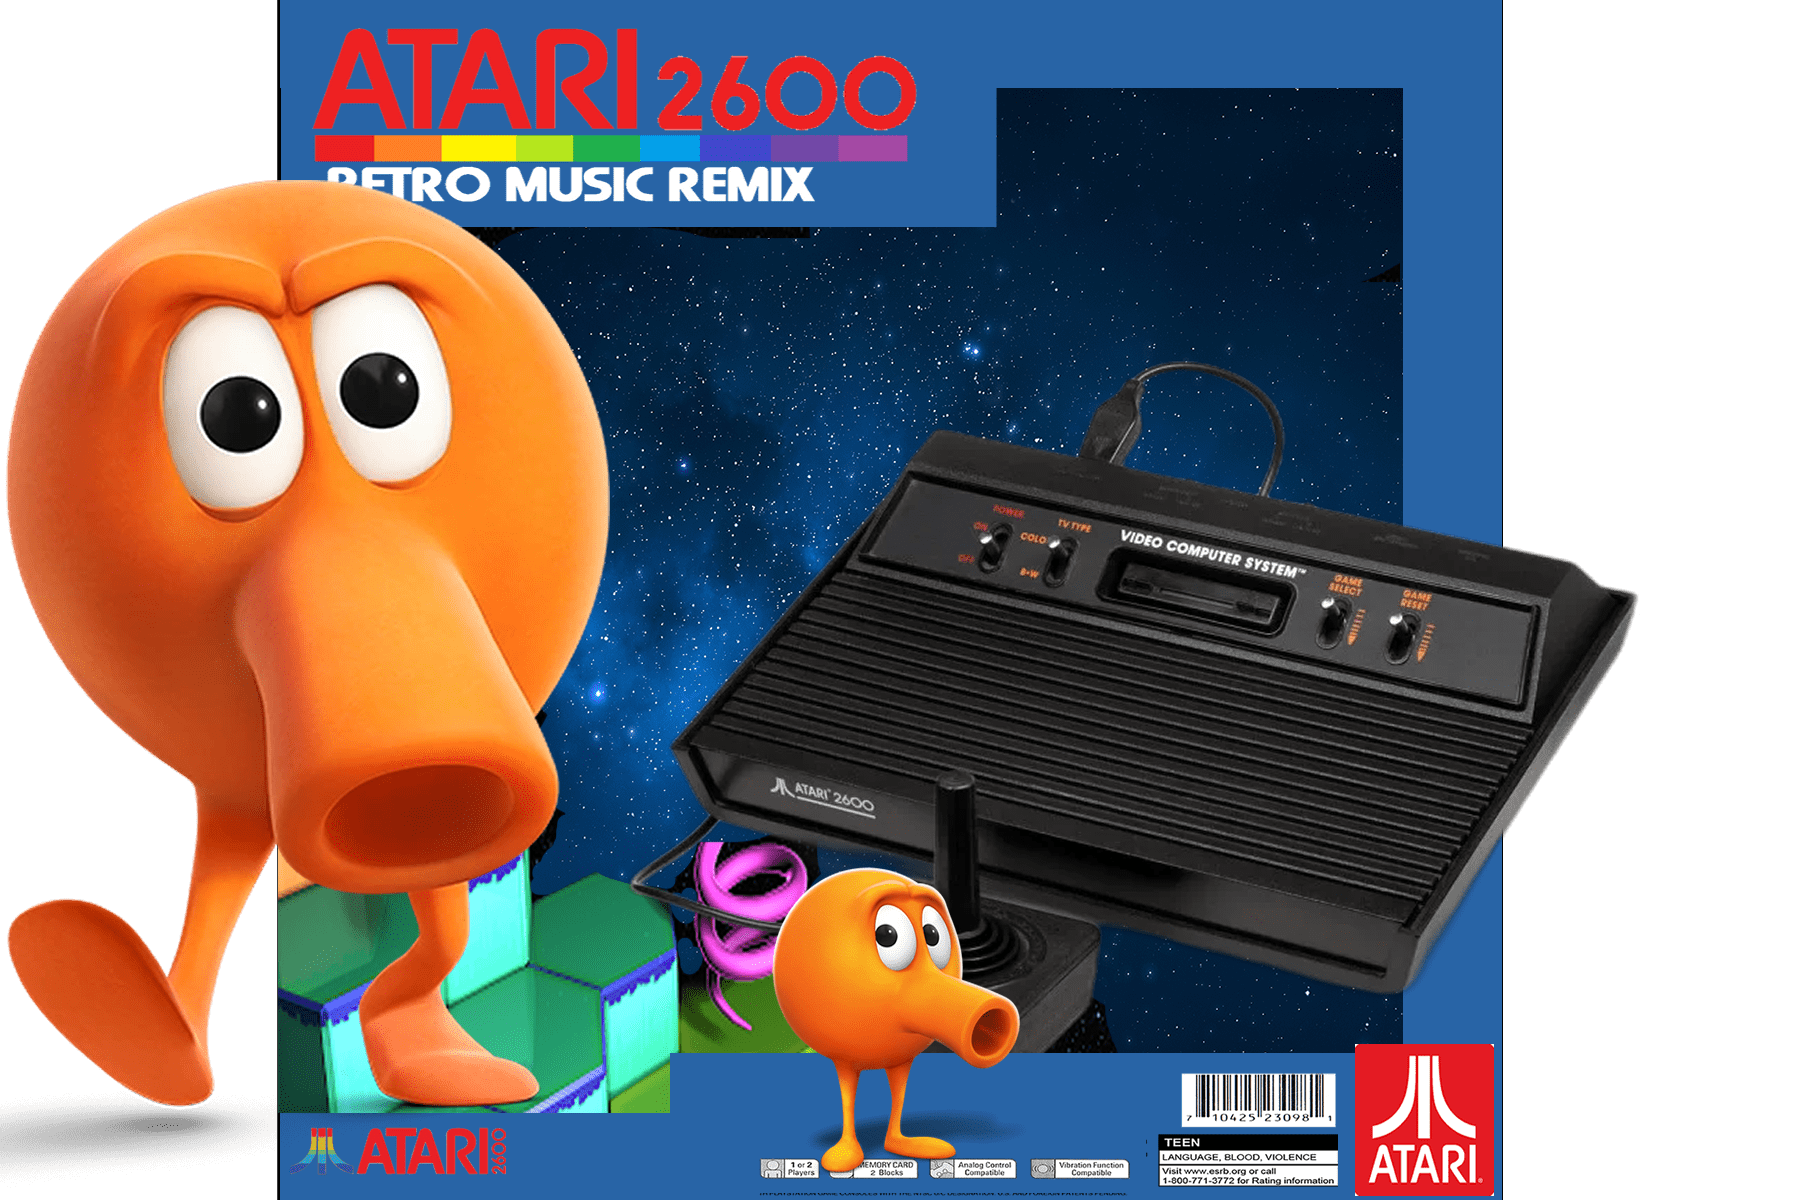 ATARI 2600
RETRO MUSIC REMIX
POWER
ON
OFF
TV TYPE
COLO
B•W
VIDEO COMPUTER SYSTEM™
GAME
SELECT
GAME
RESET
ATARI® 2600
ATARI 2600
1 or 2
Players
MEMORY CARD
2 Blocks
Analog Control
Compatible
Vibration Function
Compatible
7 10425 23098 1
TEEN
LANGUAGE, BLOOD, VIOLENCE
Visit www.esrb.org or call
1-800-771-3772 for Rating information
ATARI®